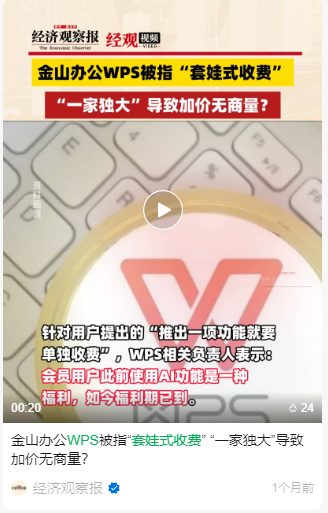 经济观察报
The Economic Observer
经观视频
VIDEO
金山办公WPS被指“套娃式收费”
“一家独大”导致加价无商量？
资料图源
针对用户提出的“推出一项功能就要
单独收费”，WPS相关负责人表示：
会员用户此前使用AI功能是一种
福利，如今福利期已到。
WPS
00:20
24
金山办公WPS被指“套娃式收费” “一家独大”导致
加价无商量？
经济观察报
1个月前